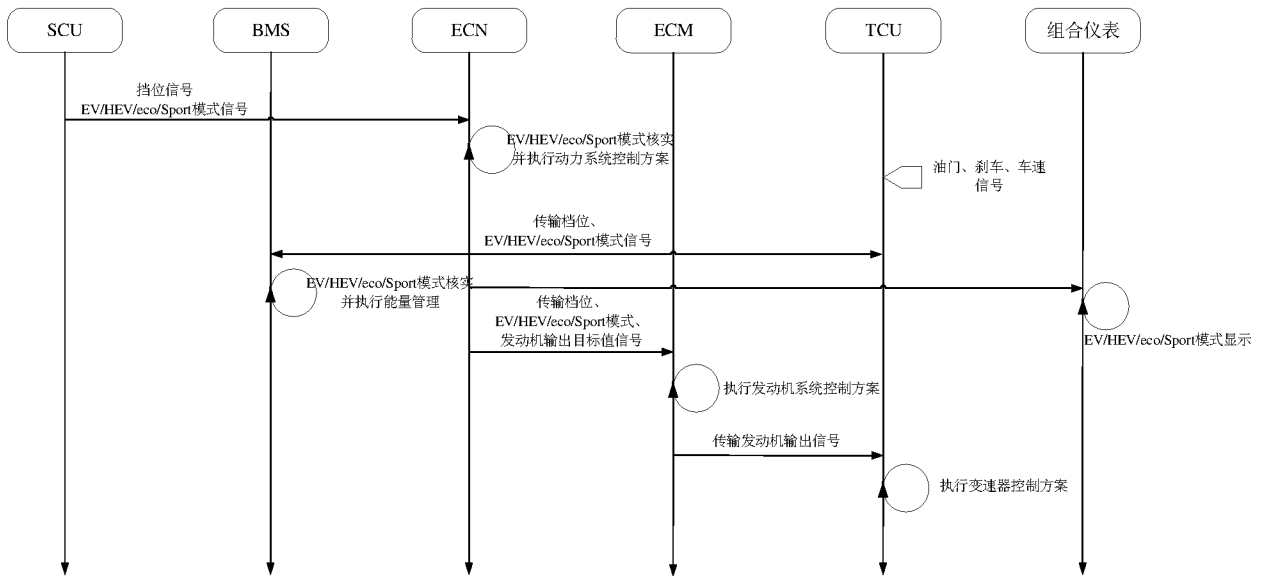 SCU
BMS
ECN
ECM
TCU
组合仪表
挡位信号
EV/HEV/eco/Sport模式信号
EV/HEV/eco/Sport模式核实
并执行动力系统控制方案
油门、刹车、车速
信号
传输档位、
EV/HEV/eco/Sport模式信号
EV/HEV/eco/Sport模式核实
并执行能量管理
传输档位、
EV/HEV/eco/Sport模式、
发动机输出目标值信号
EV/HEV/eco/Sport模式显示
执行发动机系统控制方案
传输发动机输出信号
执行变速器控制方案